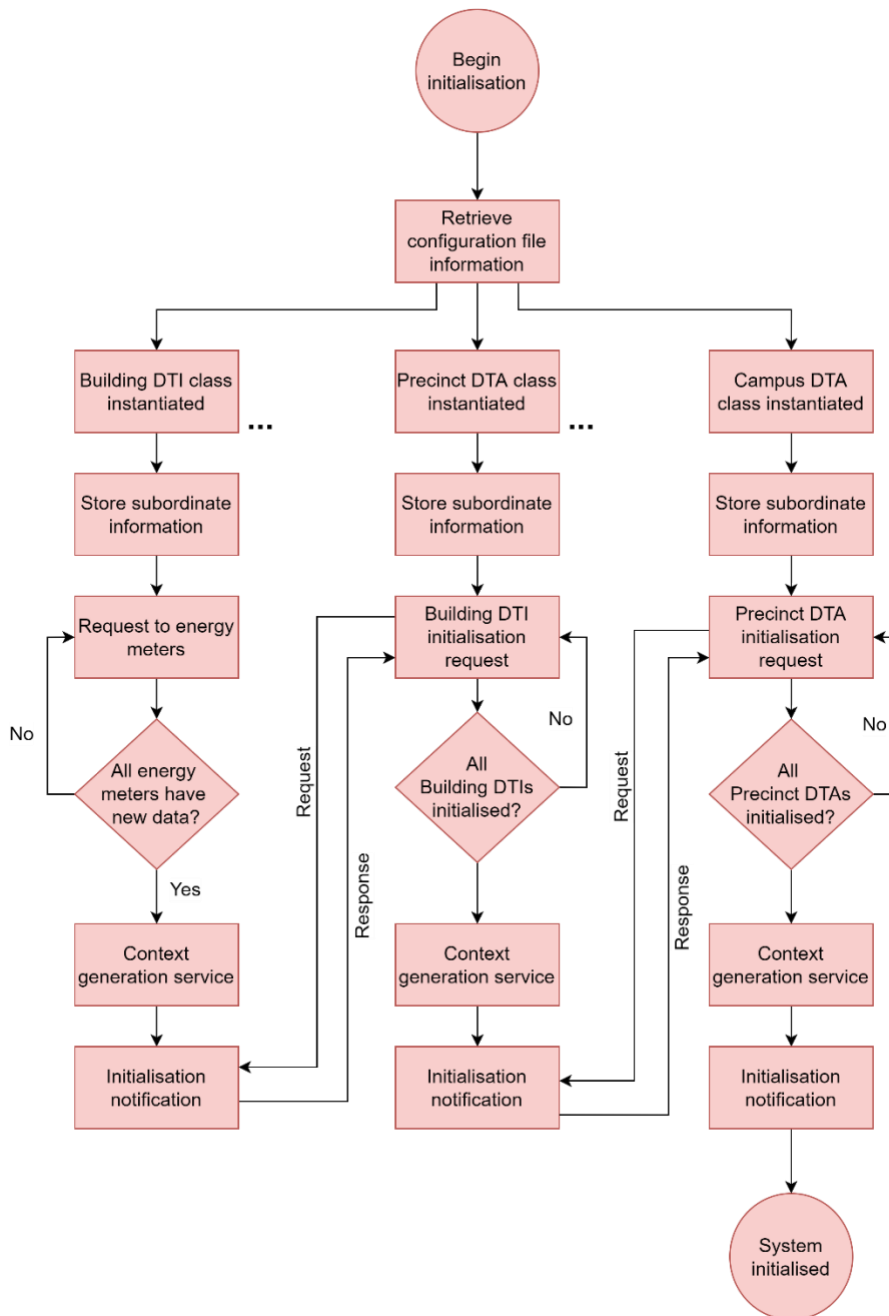 Begin
initialisation
Retrieve
configuration file
information
Building DTI class
instantiated
...
Precinct DTA class
instantiated
...
Campus DTA
class instantiated
Store subordinate
information
Store subordinate
information
Store subordinate
information
Request to energy
meters
Building DTI
initialisation
request
Precinct DTA
initialisation
request
No
All energy
meters have
new data?
Request
No
All
Building DTIs
initialised?
Request
No
All
Precinct DTAs
initialised?
Yes
Response
Response
Context
generation service
Context
generation service
Context
generation service
Initialisation
notification
Initialisation
notification
Initialisation
notification
System
initialised